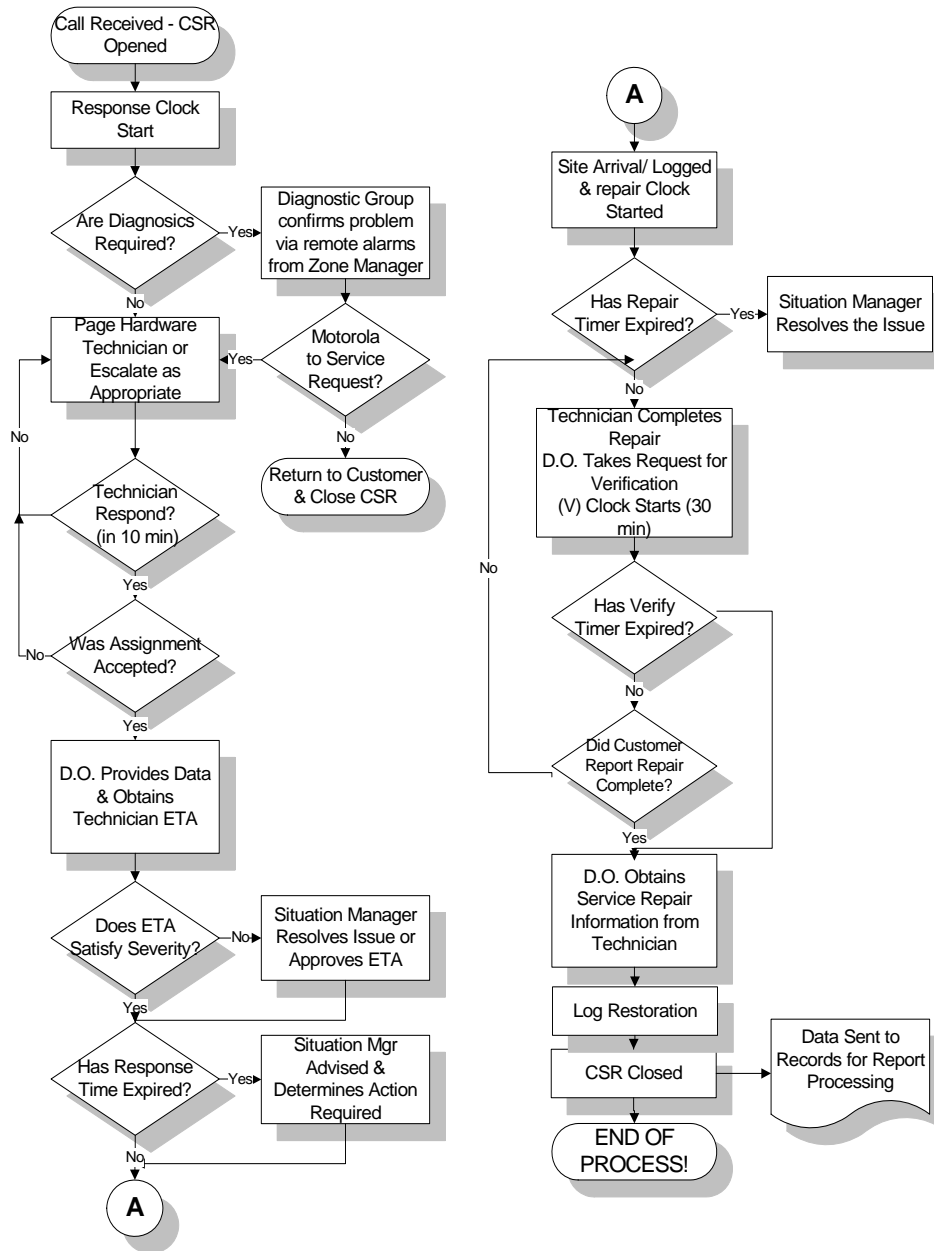 Call Received - CSR
Opened
Response Clock
Start
Are Diagnosics
Required?
Yes
Diagnostic Group
confirms problem
via remote alarms
from Zone Manager
No
Page Hardware
Technician or
Escalate as
Appropriate
Yes
Motorola
to Service
Request?
No
Return to Customer
& Close CSR
No
Technician
Respond?
(in 10 min)
Yes
No
Was Assignment
Accepted?
Yes
D.O. Provides Data
& Obtains
Technician ETA
Does ETA
Satisfy Severity?
No
Situation Manager
Resolves Issue or
Approves ETA
Yes
Has Response
Time Expired?
Yes
Situation Mgr
Advised &
Determines Action
Required
No
A
A
Site Arrival/ Logged
& repair Clock
Started
Has Repair
Timer Expired?
Yes
Situation Manager
Resolves the Issue
No
Technician Completes
Repair
D.O. Takes Request for
Verification
(V) Clock Starts (30
min)
No
Has Verify
Timer Expired?
No
Did Customer
Report Repair
Complete?
Yes
D.O. Obtains
Service Repair
Information from
Technician
Log Restoration
CSR Closed
Data Sent to
Records for Report
Processing
END OF
PROCESS!